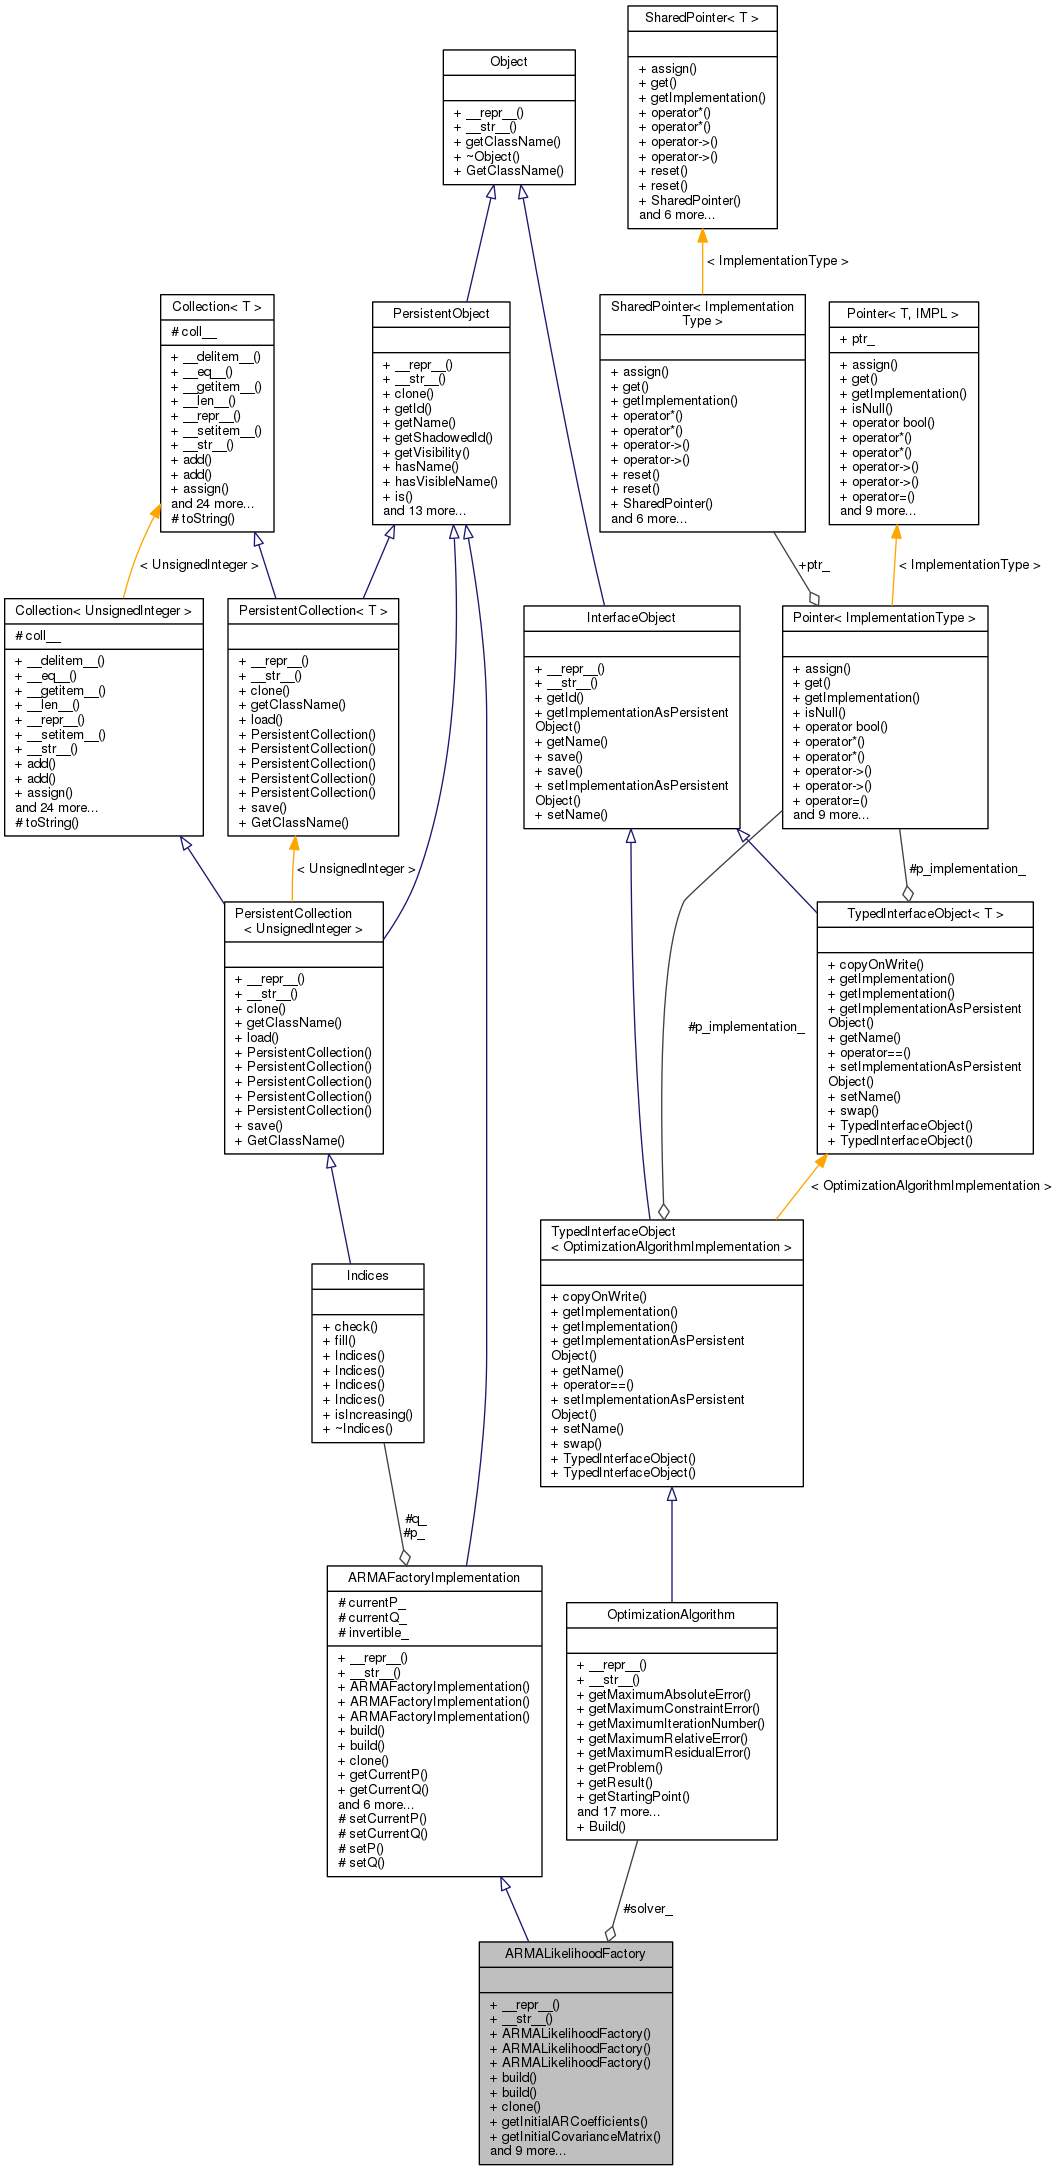 SharedPointer< T >
+ assign()
+ get()
+ getImplementation()
+ operator*()
+ operator*()
+ operator->()
+ operator->()
+ reset()
+ reset()
+ SharedPointer()
and 6 more...
Object
+ __repr__()
+ __str__()
+ getClassName()
+ ~Object()
+ GetClassName()
< ImplementationType >
Collection< T >
# coll__
+ __delitem__()
+ __eq__()
+ __getitem__()
+ __len__()
+ __repr__()
+ __setitem__()
+ __str__()
+ add()
+ add()
+ assign()
and 24 more...
# toString()
PersistentObject
+ __repr__()
+ __str__()
+ clone()
+ getId()
+ getName()
+ getShadowedId()
+ getVisibility()
+ hasName()
+ hasVisibleName()
+ is()
and 13 more...
SharedPointer< Implementation
Type >
+ assign()
+ get()
+ getImplementation()
+ operator*()
+ operator*()
+ operator->()
+ operator->()
+ reset()
+ reset()
+ SharedPointer()
and 6 more...
Pointer< T, IMPL >
+ ptr_
+ assign()
+ get()
+ getImplementation()
+ isNull()
+ operator bool()
+ operator*()
+ operator*()
+ operator->()
+ operator->()
+ operator=()
and 9 more...
< UnsignedInteger >
+ptr_
< ImplementationType >
Collection< UnsignedInteger >
# coll__
+ __delitem__()
+ __eq__()
+ __getitem__()
+ __len__()
+ __repr__()
+ __setitem__()
+ __str__()
+ add()
+ add()
+ assign()
and 24 more...
# toString()
PersistentCollection< T >
+ __repr__()
+ __str__()
+ clone()
+ getClassName()
+ load()
+ PersistentCollection()
+ PersistentCollection()
+ PersistentCollection()
+ PersistentCollection()
+ PersistentCollection()
+ save()
+ GetClassName()
InterfaceObject
+ __repr__()
+ __str__()
+ getId()
+ getImplementationAsPersistent
Object()
+ getName()
+ save()
+ save()
+ setImplementationAsPersistent
Object()
+ setName()
Pointer< ImplementationType >
+ assign()
+ get()
+ getImplementation()
+ isNull()
+ operator bool()
+ operator*()
+ operator*()
+ operator->()
+ operator->()
+ operator=()
and 9 more...
< UnsignedInteger >
#p_implementation_
PersistentCollection
< UnsignedInteger >
+ __repr__()
+ __str__()
+ clone()
+ getClassName()
+ load()
+ PersistentCollection()
+ PersistentCollection()
+ PersistentCollection()
+ PersistentCollection()
+ PersistentCollection()
+ save()
+ GetClassName()
#p_implementation_
TypedInterfaceObject< T >
+ copyOnWrite()
+ getImplementation()
+ getImplementation()
+ getImplementationAsPersistent
Object()
+ getName()
+ operator==()
+ setImplementationAsPersistent
Object()
+ setName()
+ swap()
+ TypedInterfaceObject()
+ TypedInterfaceObject()
< OptimizationAlgorithmImplementation >
Indices
+ check()
+ fill()
+ Indices()
+ Indices()
+ Indices()
+ Indices()
+ isIncreasing()
+ ~Indices()
TypedInterfaceObject
< OptimizationAlgorithmImplementation >
+ copyOnWrite()
+ getImplementation()
+ getImplementation()
+ getImplementationAsPersistent
Object()
+ getName()
+ operator==()
+ setImplementationAsPersistent
Object()
+ setName()
+ swap()
+ TypedInterfaceObject()
+ TypedInterfaceObject()
#q_
#p_
ARMAFactoryImplementation
# currentP_
# currentQ_
# invertible_
+ __repr__()
+ __str__()
+ ARMAFactoryImplementation()
+ ARMAFactoryImplementation()
+ ARMAFactoryImplementation()
+ build()
+ build()
+ clone()
+ getCurrentP()
+ getCurrentQ()
and 6 more...
# setCurrentP()
# setCurrentQ()
# setP()
# setQ()
OptimizationAlgorithm
+ __repr__()
+ __str__()
+ getMaximumAbsoluteError()
+ getMaximumConstraintError()
+ getMaximumIterationNumber()
+ getMaximumRelativeError()
+ getMaximumResidualError()
+ getProblem()
+ getResult()
+ getStartingPoint()
and 17 more...
+ Build()
#solver_
ARMALikelihoodFactory
+ __repr__()
+ __str__()
+ ARMALikelihoodFactory()
+ ARMALikelihoodFactory()
+ ARMALikelihoodFactory()
+ build()
+ build()
+ clone()
+ getInitialARCoefficients()
+ getInitialCovarianceMatrix()
and 9 more...